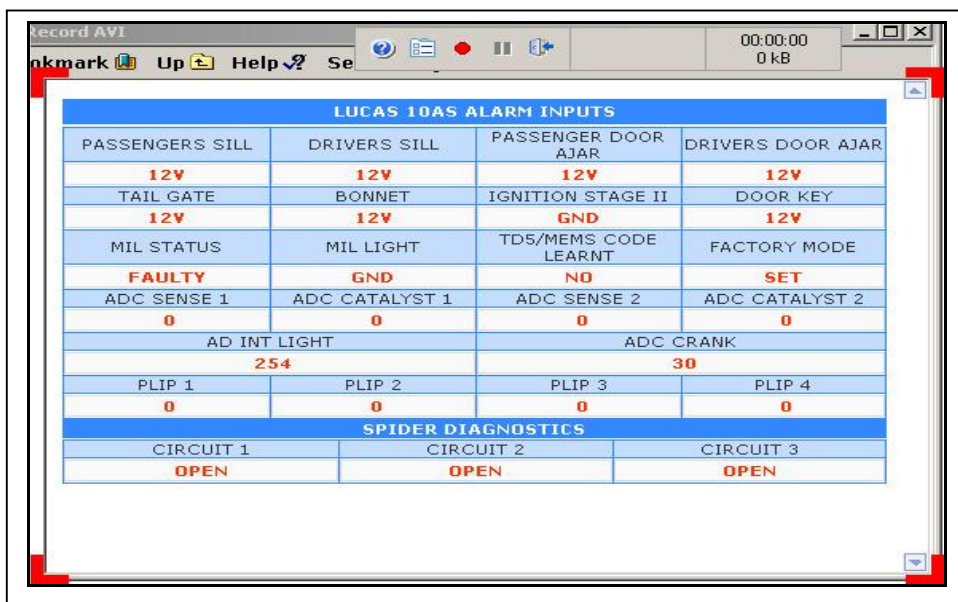 Record AVI
00:00:00
0 kB
Up Help Se
LUCAS 10AS ALARM INPUTS
PASSENGERS SILL DRIVERS SILL PASSENGER DOOR AJAR DRIVERS DOOR AJAR
12V 12V 12V 12V
TAIL GATE BONNET IGNITION STAGE II DOOR KEY
12V 12V GND 12V
MIL STATUS MIL LIGHT TD5/MEMS CODE LEARNT FACTORY MODE
FAULTY GND NO SET
ADC SENSE 1 ADC CATALYST 1 ADC SENSE 2 ADC CATALYST 2
0 0 0 0
AD INT LIGHT ADC CRANK
254 30
PLIP 1 PLIP 2 PLIP 3 PLIP 4
0 0 0 0
SPIDER DIAGNOSTICS
CIRCUIT 1 CIRCUIT 2 CIRCUIT 3
OPEN OPEN OPEN